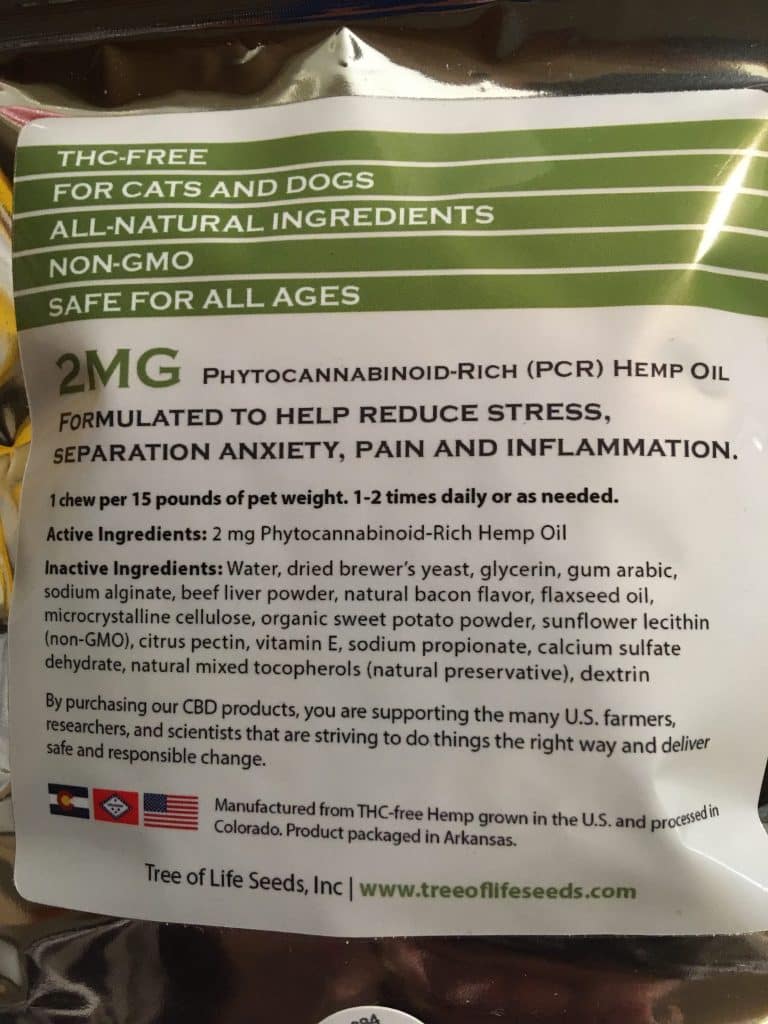 THC-FREE
FOR CATS AND DOGS
ALL-NATURAL INGREDIENTS
NON-GMO
SAFE FOR ALL AGES
2MG PHYTOCANNABINOID-RICH (PCR) HEMP OIL
FORMULATED TO HELP REDUCE STRESS,
SEPARATION ANXIETY, PAIN AND INFLAMMATION.
1 chew per 15 pounds of pet weight. 1-2 times daily or as needed.
Active Ingredients: 2 mg Phytocannabinoid-Rich Hemp Oil
Inactive Ingredients: Water, dried brewer's yeast, glycerin, gum arabic,
sodium alginate, beef liver powder, natural bacon flavor, flaxseed oil,
microcrystalline cellulose, organic sweet potato powder, sunflower lecithin
(non-GMO), citrus pectin, vitamin E, sodium propionate, calcium sulfate
dehydrate, natural mixed tocopherols (natural preservative), dextrin
By purchasing our CBD products, you are supporting the many U.S. farmers,
researchers, and scientists that are striving to do things the right way and deliver
safe and responsible change.
Manufactured from THC-free Hemp grown in the U.S. and processed in
Colorado. Product packaged in Arkansas.
Tree of Life Seeds, Inc | www.treeoflifeseeds.com